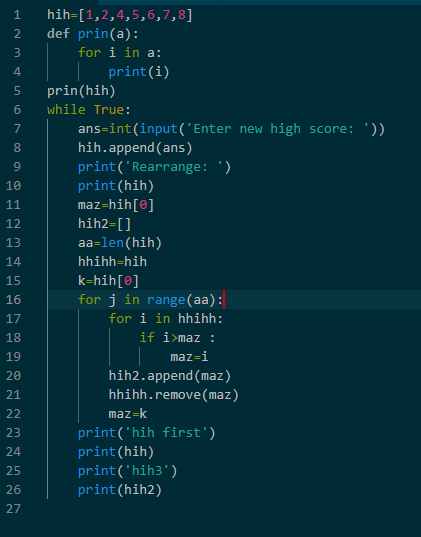 1 hih=[1,2,4,5,6,7,8]
2 def prin(a):
3     for i in a:
4         print(i)
5 prin(hih)
6 while True:
7     ans=int(input('Enter new high score: '))
8     hih.append(ans)
9     print('Rearrange: ')
10     print(hih)
11     maz=hih[0]
12     hih2=[]
13     aa=len(hih)
14     hhihh=hih
15     k=hih[0]
16     for j in range(aa):
17         for i in hhihh:
18             if i>maz :
19                 maz=i
20         hih2.append(maz)
21         hhihh.remove(maz)
22         maz=k
23     print('hih first')
24     print(hih)
25     print('hih3')
26     print(hih2)
27